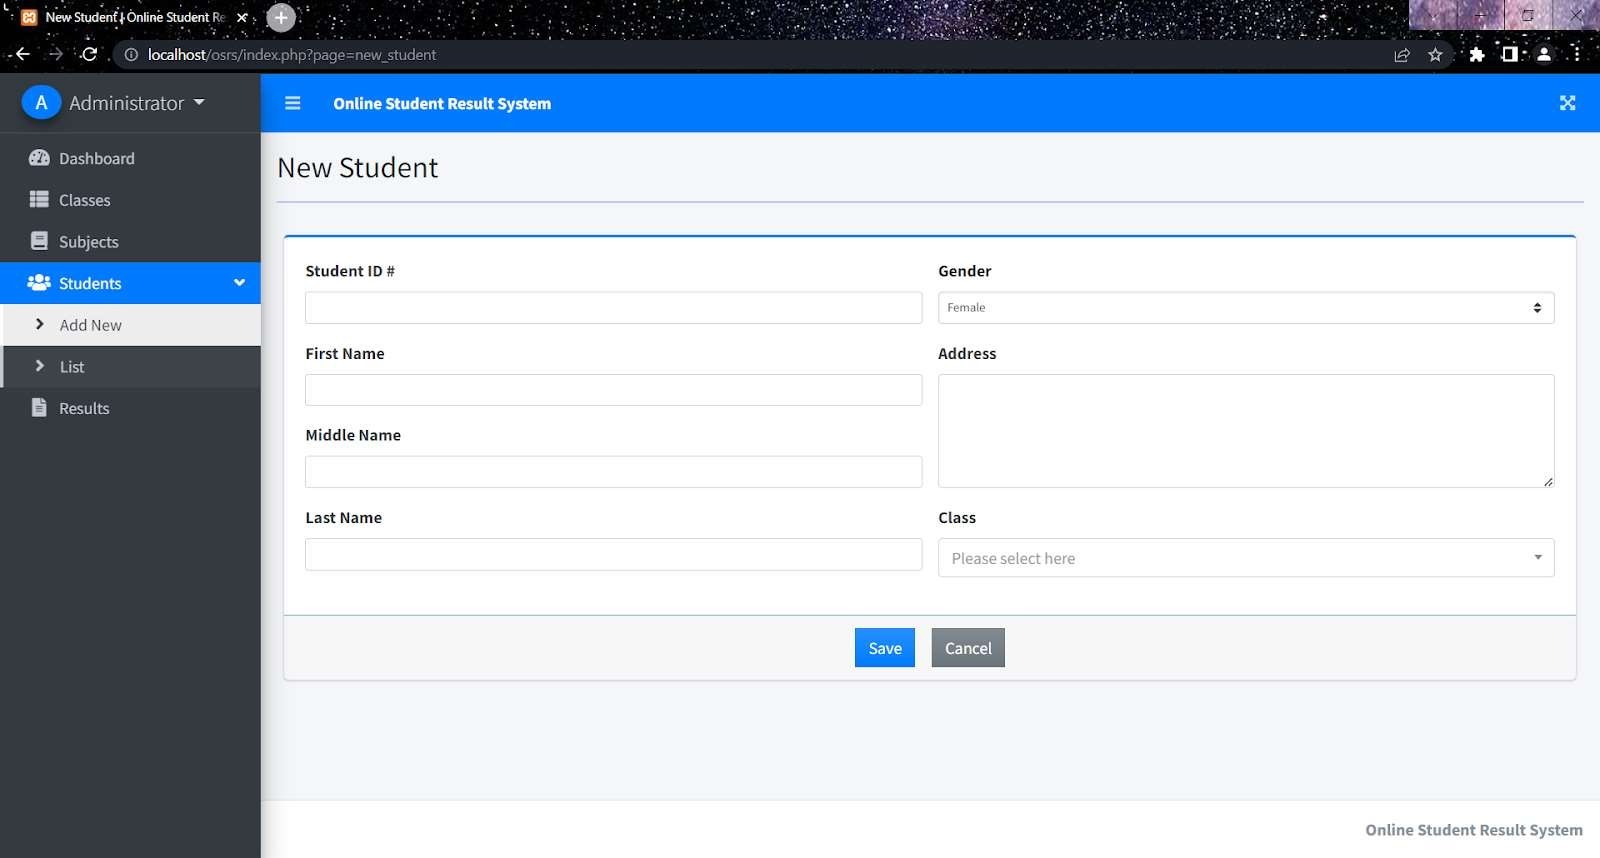 New Student | Online Student Re
localhost/osrs/index.php?page=new_student
A Administrator
Online Student Result System
Dashboard
Classes
Subjects
Students
Add New
List
Results
New Student
Student ID #
Gender
Female
First Name
Address
Middle Name
Last Name
Class
Please select here
Save
Cancel
Online Student Result System